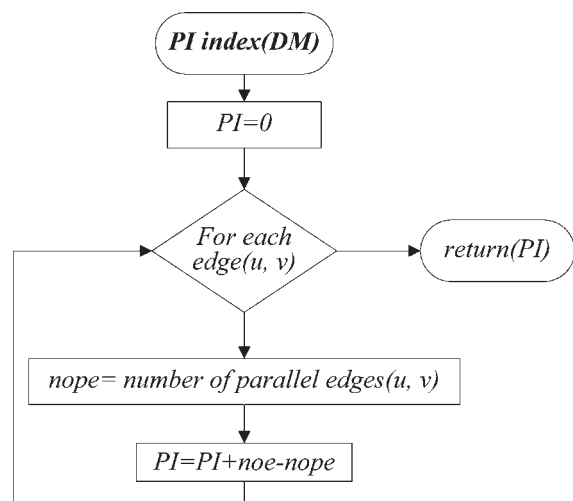 PI index(DM)
PI=0
For each
edge(u, v)
return(PI)
nope= number of parallel edges(u, v)
PI=PI+noe-nope